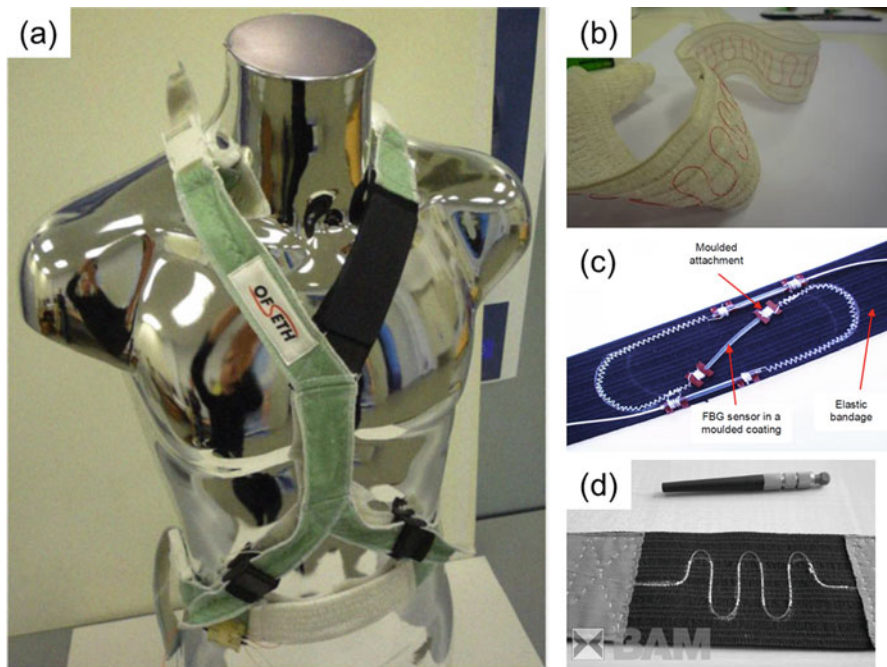 (a)
OFSETH
(b)
(c)
Moulded
attachment
FBG sensor in a
moulded coating
Elastic
bandage
(d)
BAM